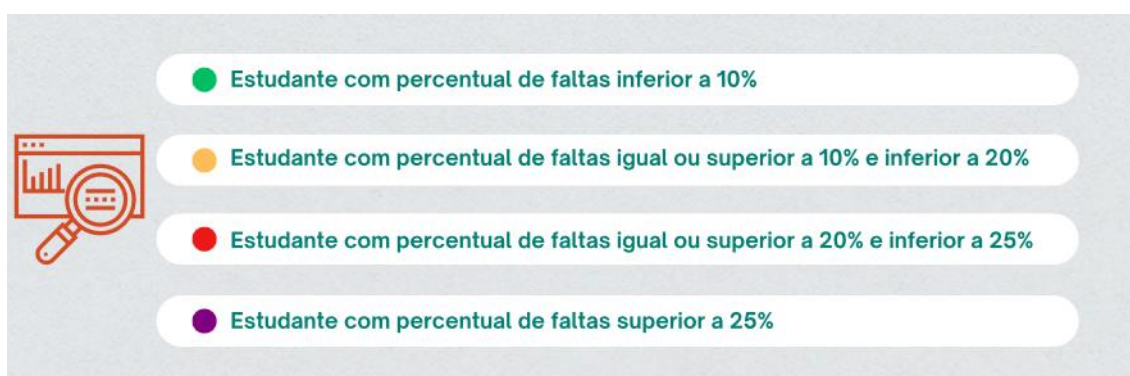 Estudante com percentual de faltas inferior a 10%
Estudante com percentual de faltas igual ou superior a 10% e inferior a 20%
Estudante com percentual de faltas igual ou superior a 20% e inferior a 25%
Estudante com percentual de faltas superior a 25%